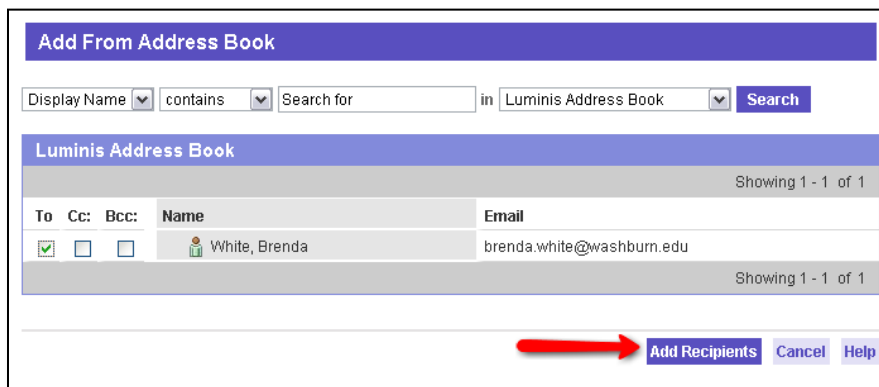 Add From Address Book
Display Name contains Search for in Luminis Address Book Search
Luminis Address Book
Showing 1 - 1 of 1
To Cc: Bcc: Name Email
White, Brenda brenda.white@washburn.edu
Showing 1 - 1 of 1
Add Recipients Cancel Help